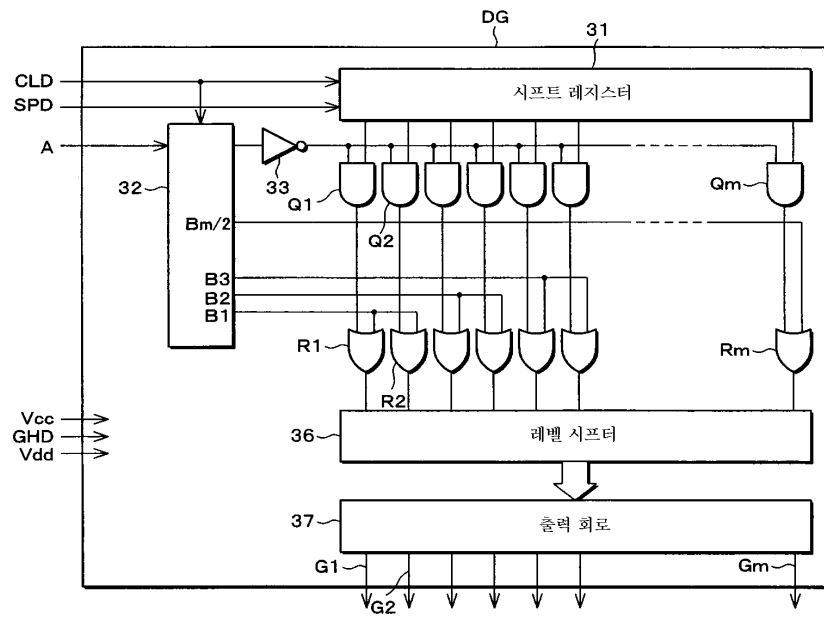 DG
31
CLD
SPD
시프트 레지스터
A
32
33
Q1
Q2
Qm
Bm/2
B3
B2
B1
R1
R2
Rm
Vcc
GHD
Vdd
36
레벨 시프터
37
출력 회로
G1
G2
Gm